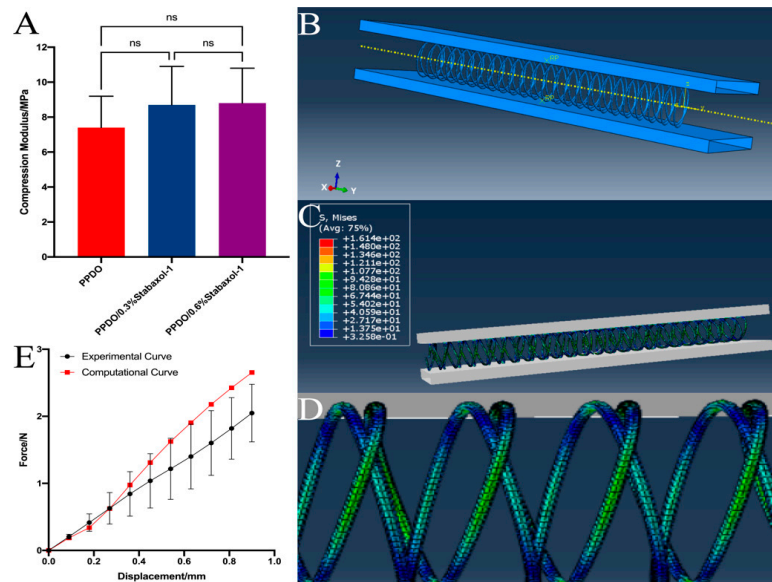 A
ns
ns
ns
Compression Modulus/MPa
12
10
8
6
4
2
0
PPDO
PPDO/0.3%Stabaxol-1
PPDO/0.6%Stabaxol-1
B
RP
RP
Z
X
Y
C
S, Mises
(Avg: 75%)
+1.614e+02
+1.480e+02
+1.346e+02
+1.211e+02
+1.077e+02
+9.428e+01
+8.086e+01
+6.744e+01
+5.402e+01
+4.059e+01
+2.717e+01
+1.375e+01
+3.258e-01
D
E
Experimental Curve
Computational Curve
Force/N
3
2
1
0
0.0
0.2
0.4
0.6
0.8
1.0
Displacement/mm